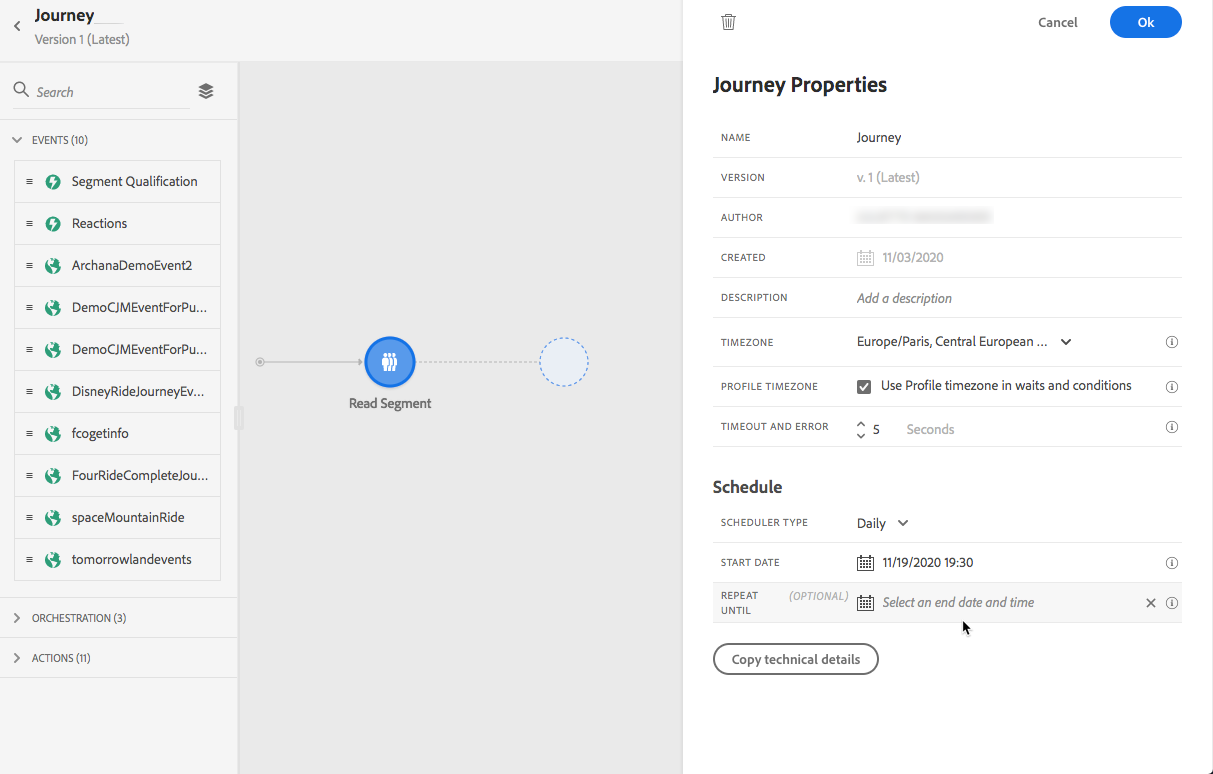 Journey
Version 1 (Latest)
Search
EVENTS (10)
Segment Qualification
Reactions
ArchanaDemoEvent2
DemoCJMEventForPu...
DemoCJMEventForPu...
DisneyRideJourneyEv...
fcogetinfo
FourRideCompleteJou...
spaceMountainRide
tomorrowlandevents
ORCHESTRATION (3)
ACTIONS (11)
Read Segment
Cancel
Ok
Journey Properties
NAME Journey
VERSION v. 1 (Latest)
AUTHOR
CREATED 11/03/2020
DESCRIPTION Add a description
TIMEZONE Europe/Paris, Central European ...
PROFILE TIMEZONE Use Profile timezone in waits and conditions
TIMEOUT AND ERROR 5 Seconds
Schedule
SCHEDULER TYPE Daily
START DATE 11/19/2020 19:30
REPEAT UNTIL (OPTIONAL) Select an end date and time
Copy technical details